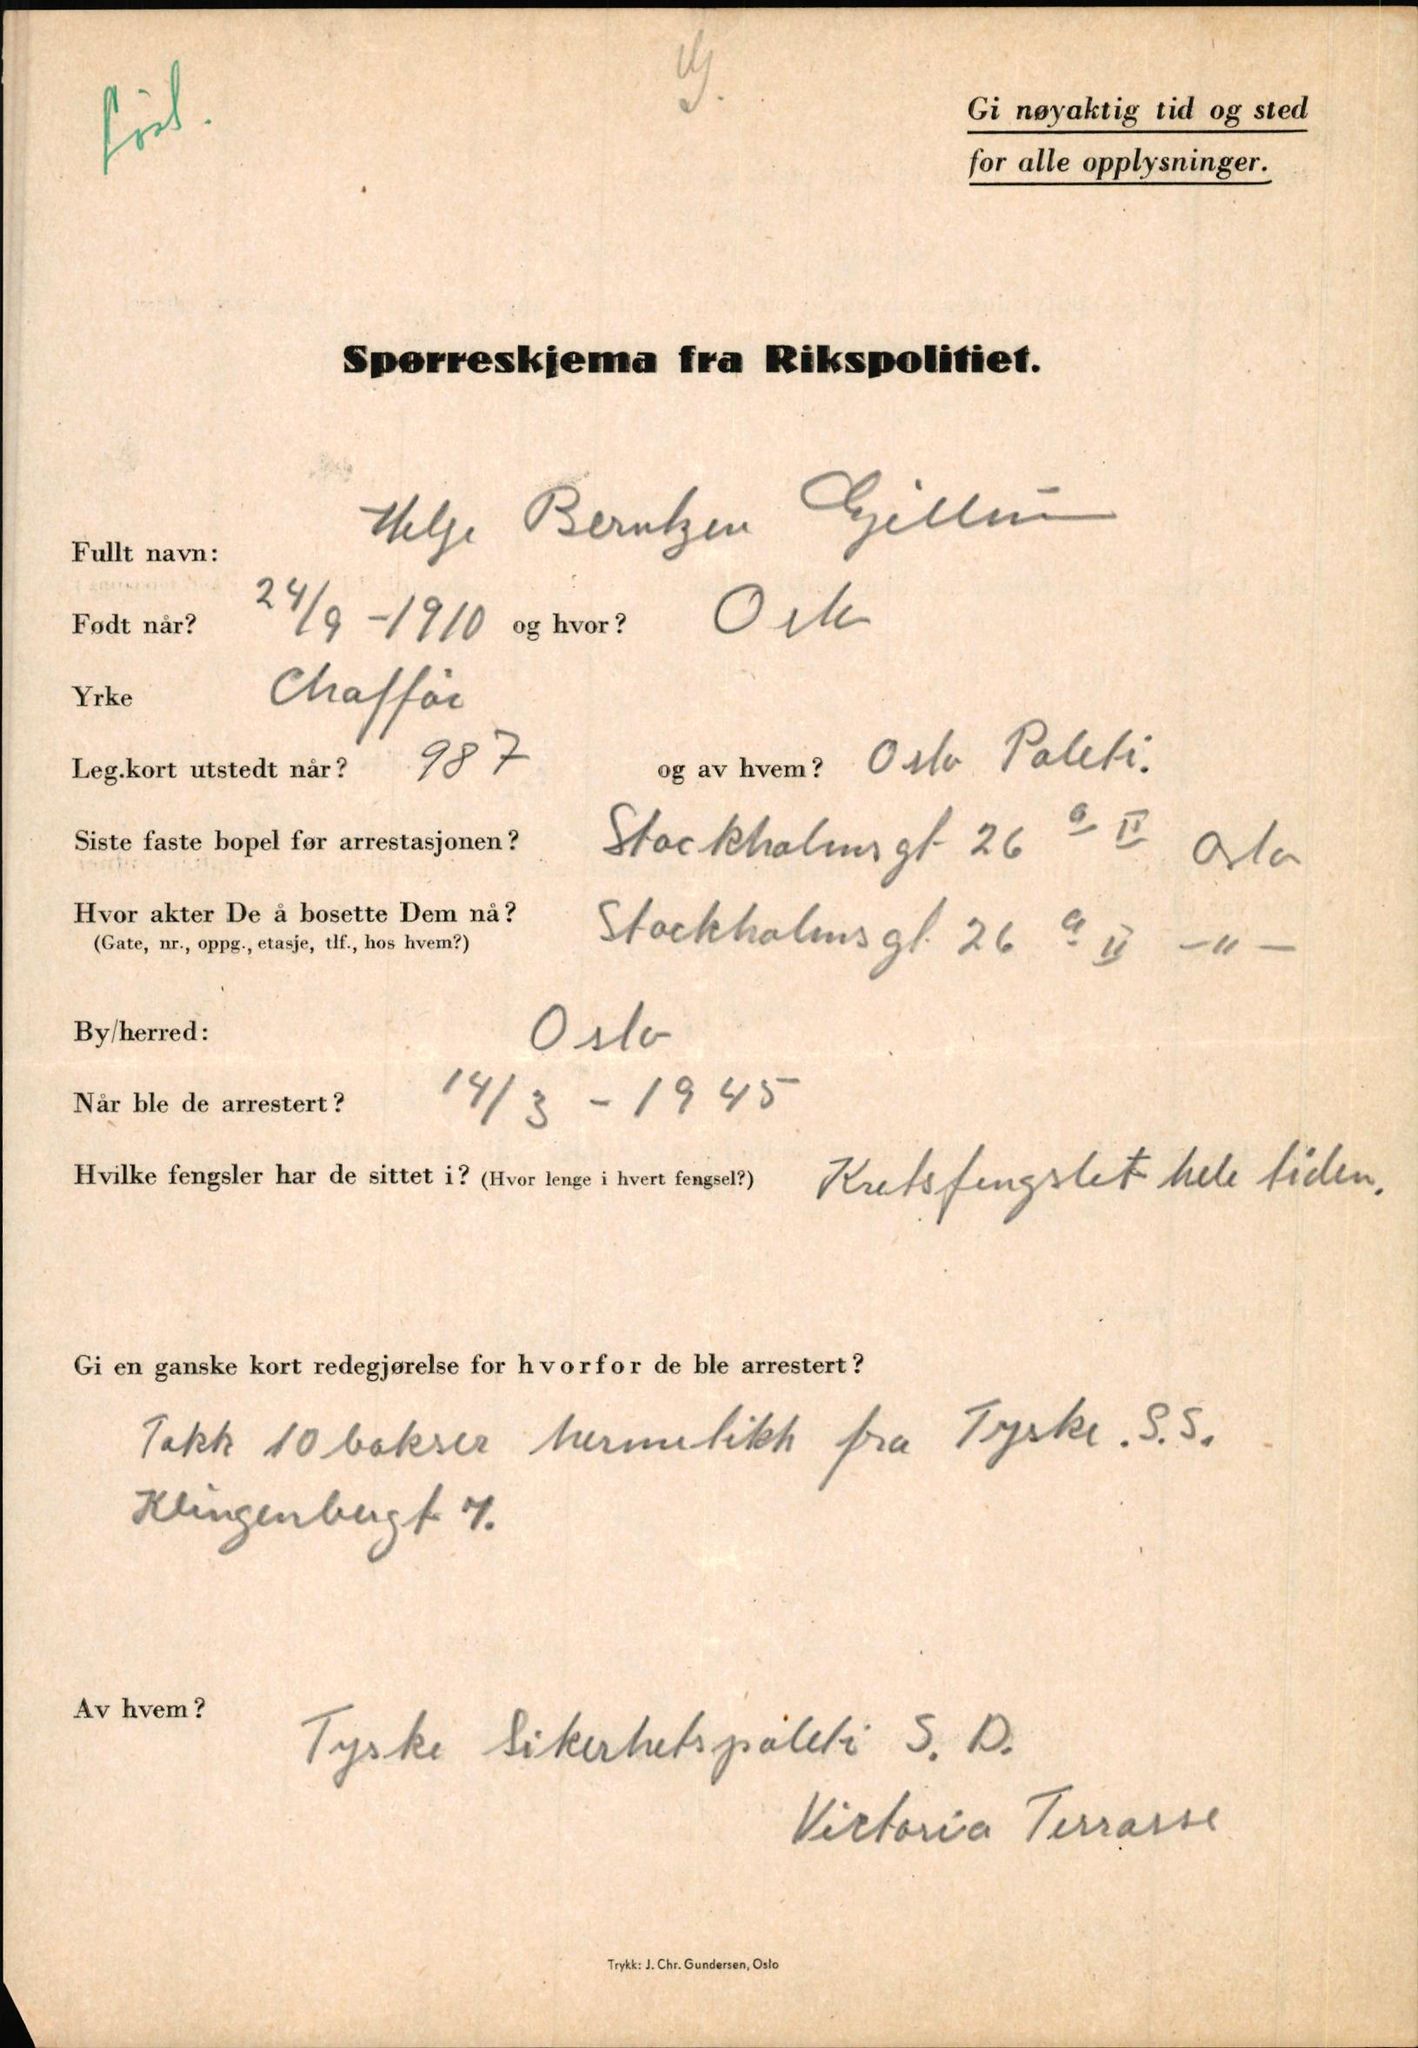 Gi nøyaktig tid og sted
for alle opplysninger.
Spørreskjema fra Rikspolitiet.
Fullt navn: Helge Berntzen
Født når? 24/9-1910 og hvor? Oslo
Yrke Chaffør
Leg.kort utstedt når? 987 og av hvem? Oslo Politi.
Siste faste bopel før arrestasjonen? Stockholmsgt 26 a II Oslo
Hvor akter De å bosette Dem nå? Stockholmsgt. 26 a II -"-
(Gate, nr., oppg., etasje, tlf., hos hvem?)
By/herred: Oslo
Når ble de arrestert? 14/3 - 1945
Hvilke fengsler har de sittet i? (Hvor lenge i hvert fengsel?) Kretsfengslet hele tiden.
Gi en ganske kort redegjørelse for hvorfor de ble arrestert?
Tokk 10 bokser hermetikk fra Tyske. S.S.
Klingenbergt 7.
Av hvem? Tyske Sikerhetspoleti S. D.
Victoria Terrasse
Trykk: J. Chr. Gundersen, Oslo